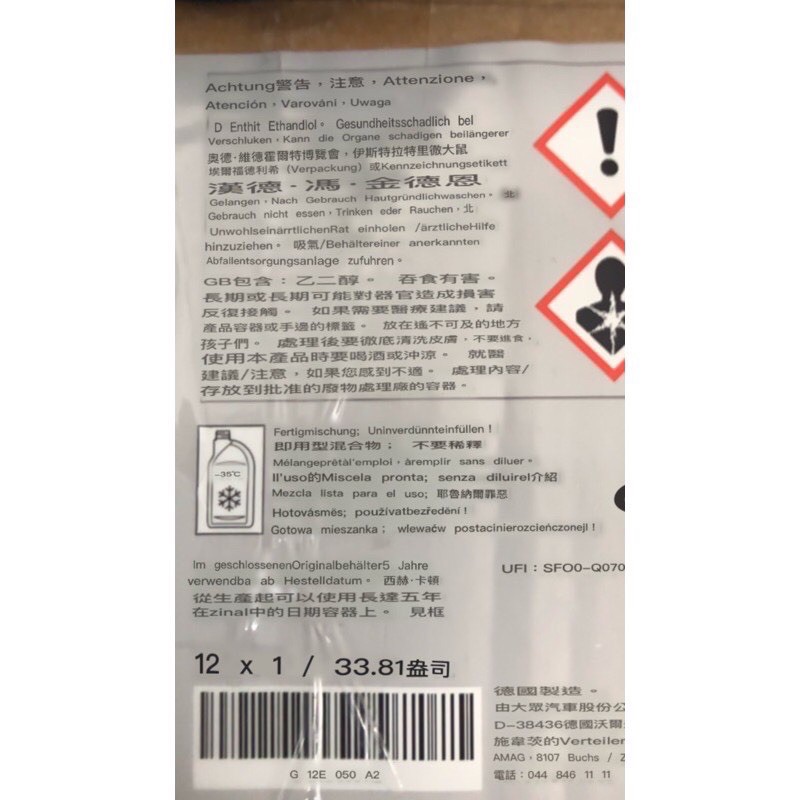 Achtung警告，注意，Attenzione，
Atención，Varování，Uwaga
D Enthit Ethandlol。 Gesundheitsschadlich bel
Verschluken，Kann die Organe schadigen beilängerer
奧德·維德霍爾特博覽會，伊斯特拉特里徹大鼠
埃爾福德利希（Verpackung）或Kennzeichnungsetikett
漢德·馮·金德恩
Gelangen，Nach Gebrauch Hautgründlichwaschen。 北
Gebrauch nicht essen，Trinken eder Rauchen，北
UnwohlseinärrtlichenRat einholen /ärztlicheHilfe
hinzuziehen。 吸氣/Behältereiner anerkannten
Abfallentsorgungsanlage zufuhren。
GB包含：乙二醇。 吞食有害。
長期或長期可能對器官造成損害
反復接觸。 如果需要醫療建議，請
產品容器或手邊的標籤。 放在遙不可及的地方
孩子們。 處理後要徹底清洗皮膚，不要進食，
使用本產品時要喝酒或沖涼。 就醫
建議/注意，如果您感到不適。 處理內容/
存放到批准的廢物處理廠的容器。
-35℃
Fertigmischung; Uninverdünnteinfüllen！
即用型混合物； 不要稀釋
Mélangeprêtàl'emploi，àremplir sans diluer。
Il'uso的Miscela pronta; senza diluirel介紹
Mezcla lista para el uso; 耶魯納爾罪惡
Hotovásmės; používatbezředění！
Gotowa mieszanka; wlewaćw postacinierozcieńczonejl！
Im geschlossenenOriginalbehälter5 Jahre
verwendba ab Hestelldatum。 西赫·卡頓
從生產起可以使用長達五年
在zinal中的日期容器上。 見框
UFI：SFO0-Q070
12 x 1 / 33.81盎司
G 12E 050 A2
德國製造。
由大眾汽車股份公
D-38436德國沃爾
施韋茨的Verteiler
AMAG，8107 Buchs / Z
電話：044 846 11 11